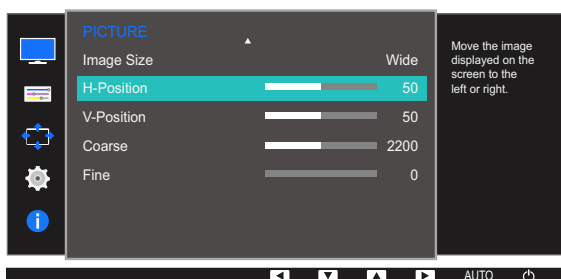 PICTURE
Image Size Wide
H-Position 50
V-Position 50
Coarse 2200
Fine 0
Move the image
displayed on the
screen to the
left or right.
AUTO